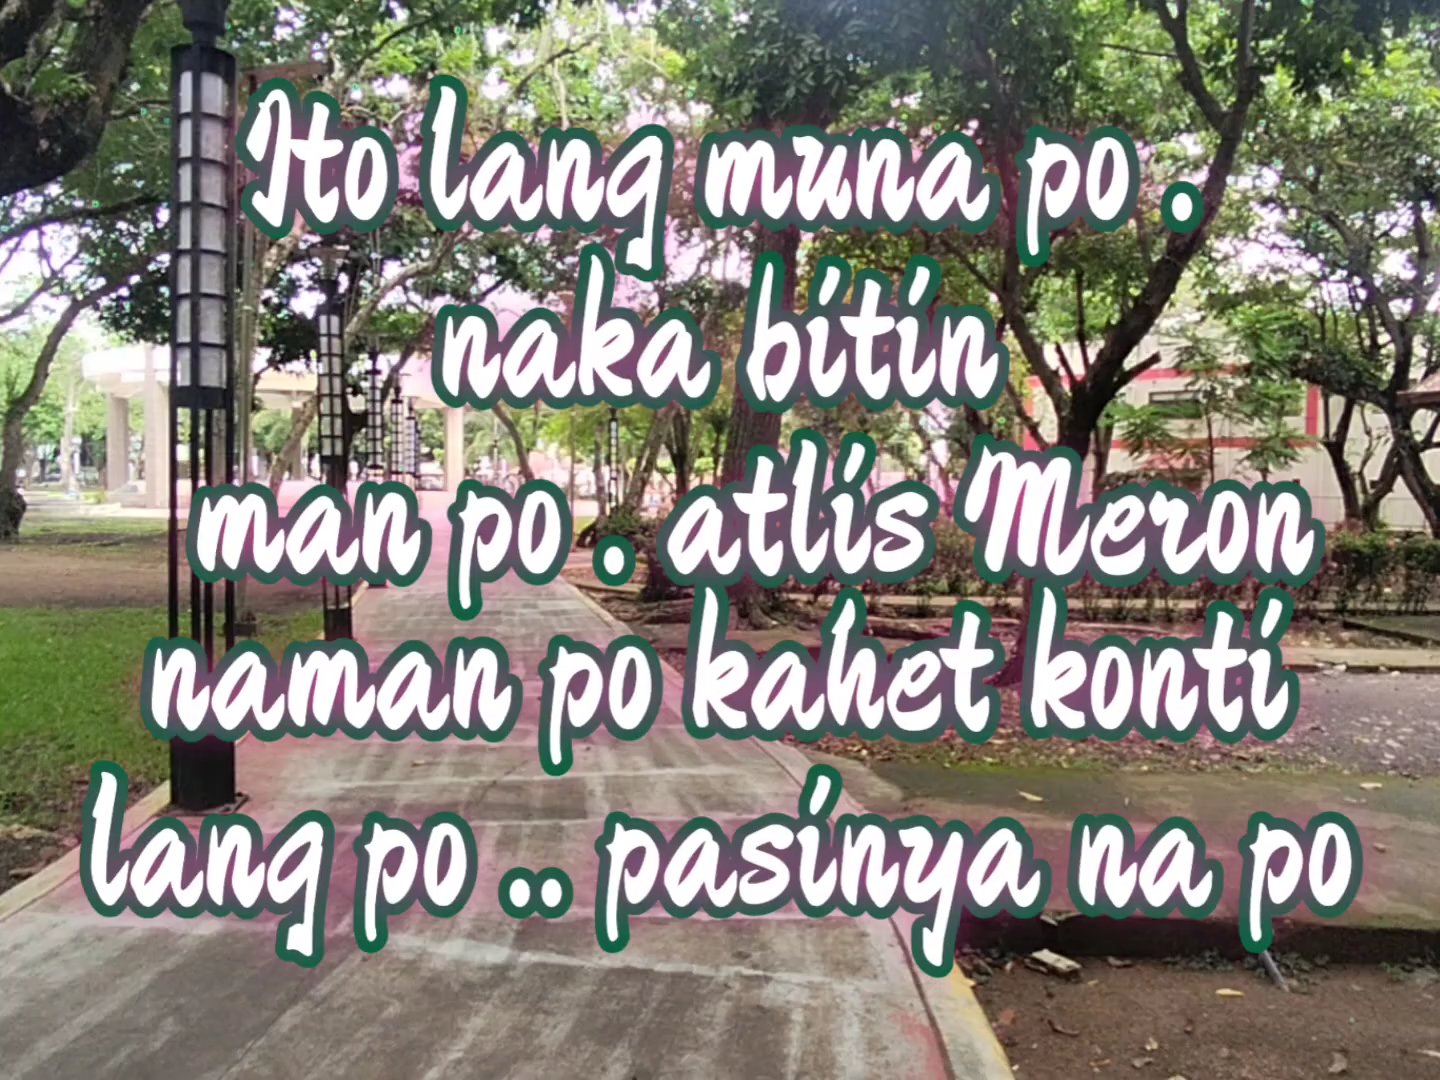 Ito lang muna po .
naka bitin
man po . atlis Meron
naman po kahet konti
lang po .. pasinya na po